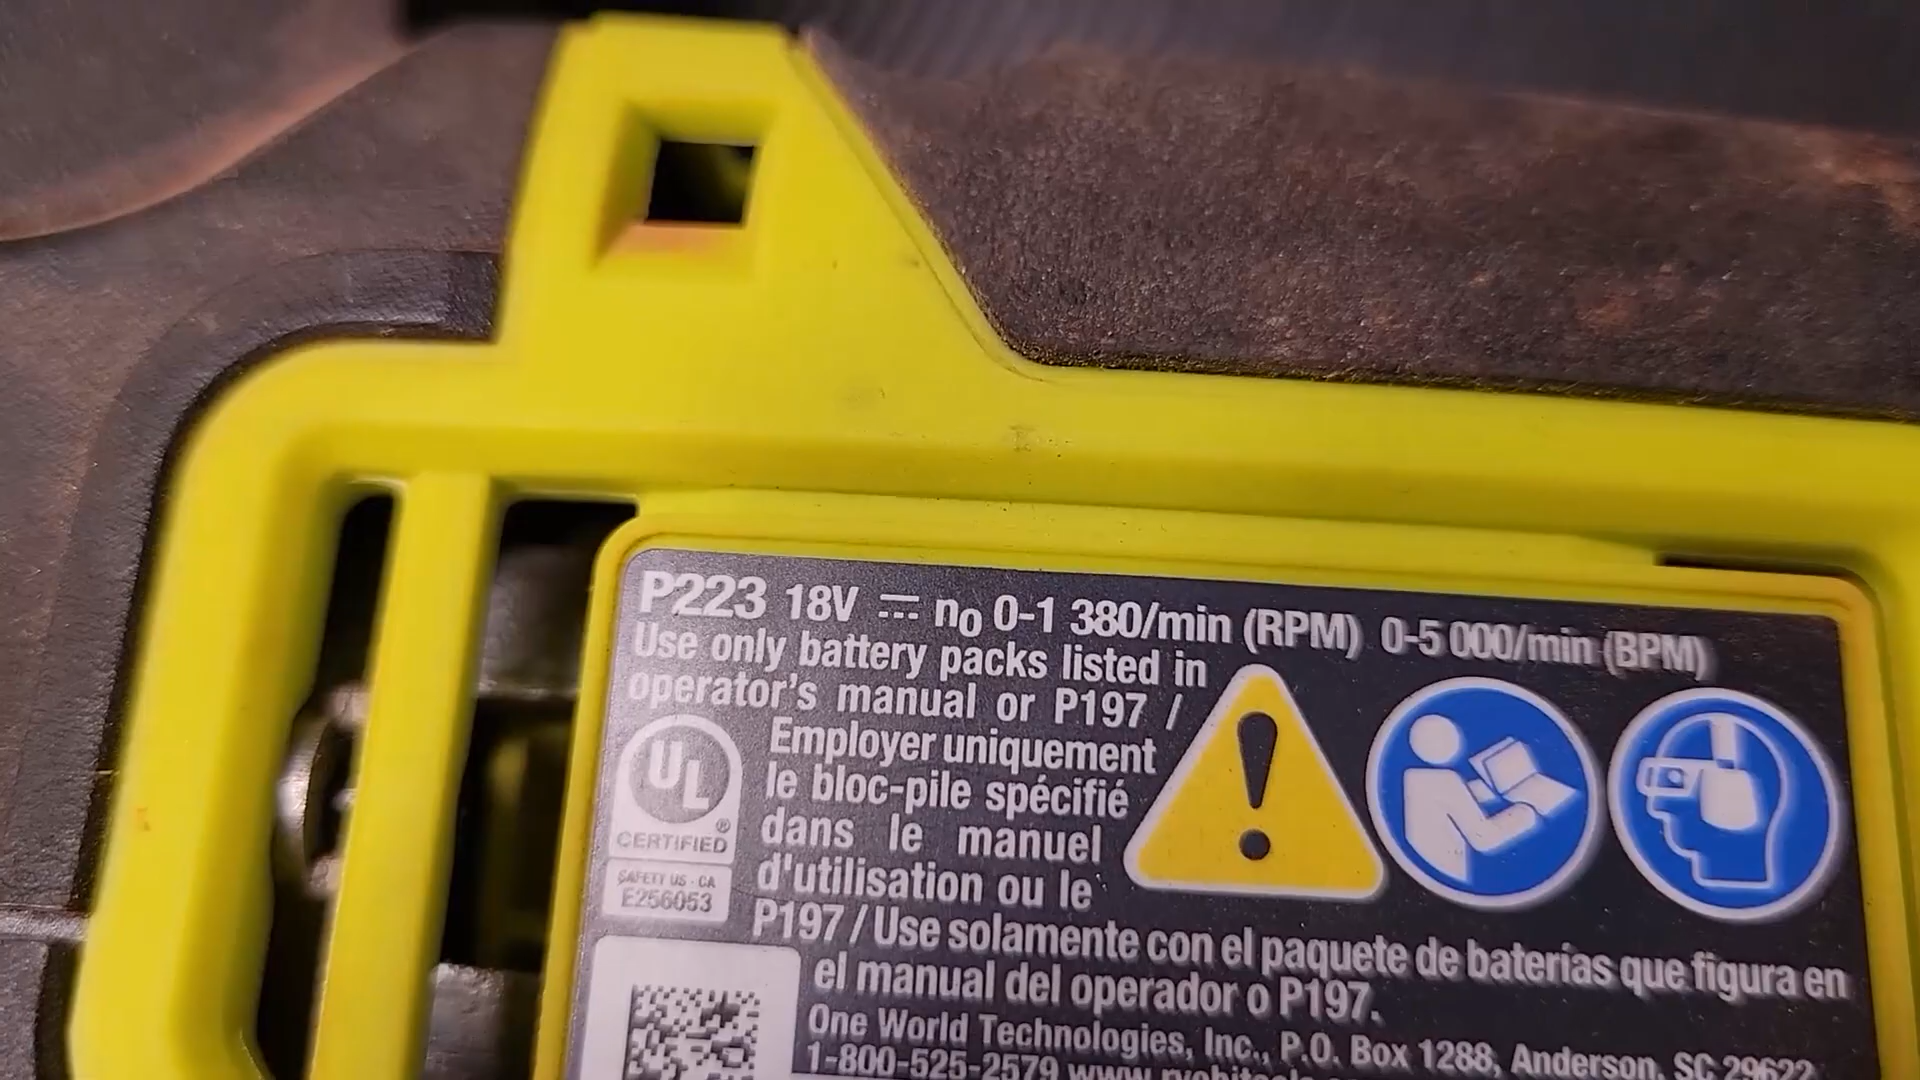 P223 18V ⎓ n₀ 0-1 380/min (RPM) 0-5 000/min (BPM)
Use only battery packs listed in
operator's manual or P197 /
Employer uniquement
le bloc-pile spécifié
dans le manuel
d'utilisation ou le
P197 / Use solamente con el paquete de baterias que figura en
el manual del operador o P197.
UL ®
CERTIFIED
SAFETY US - CA
E256053
One World Technologies, Inc., P.O. Box 1288, Anderson, SC 29622
1-800-525-2579